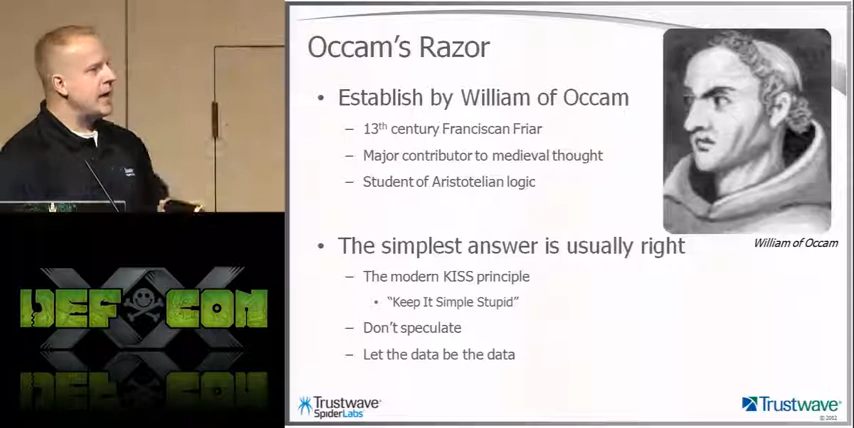 Occam's Razor
• Establish by William of Occam
– 13th century Franciscan Friar
– Major contributor to medieval thought
– Student of Aristotelian logic
William of Occam
• The simplest answer is usually right
– The modern KISS principle
• "Keep It Simple Stupid"
– Don't speculate
– Let the data be the data
Trustwave®
SpiderLabs®
Trustwave®
© 2012
DEF CON
XX